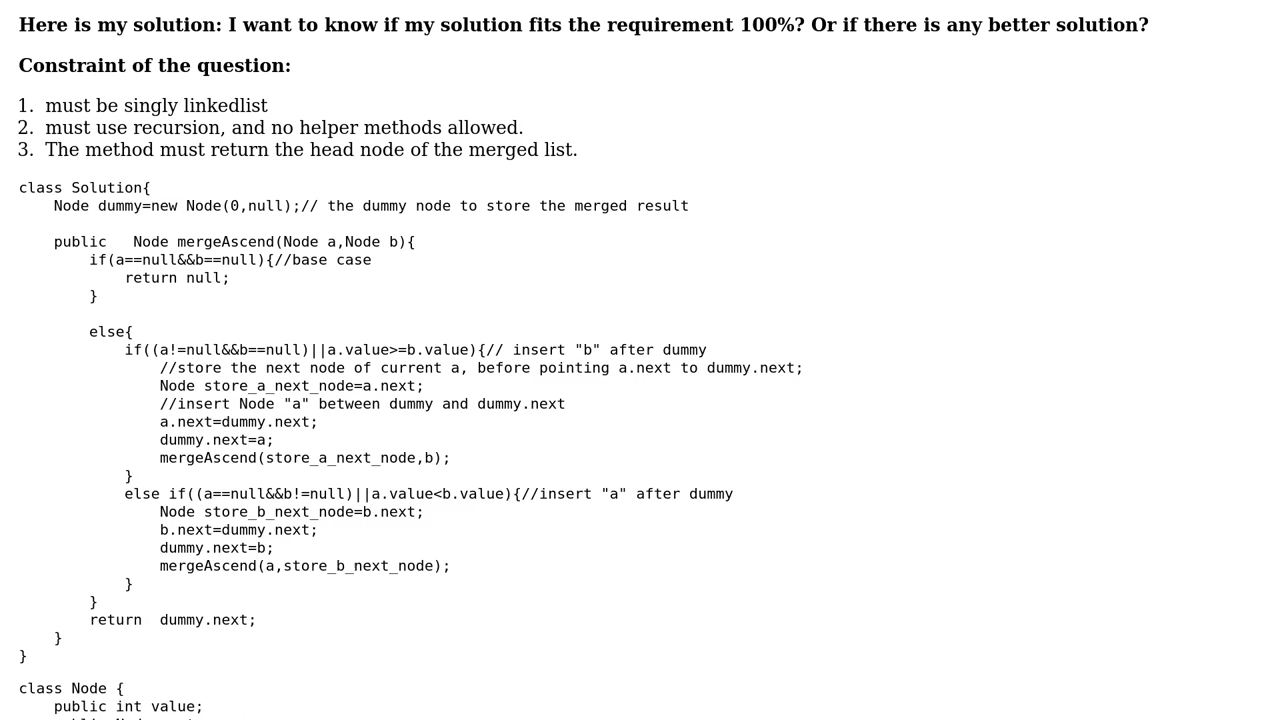 Here is my solution: I want to know if my solution fits the requirement 100%? Or if there is any better solution?
Constraint of the question:
1. must be singly linkedlist
2. must use recursion, and no helper methods allowed.
3. The method must return the head node of the merged list.
class Solution{
    Node dummy=new Node(0,null);// the dummy node to store the merged result
    public   Node mergeAscend(Node a,Node b){
        if(a==null&&b==null){//base case
            return null;
        }
        else{
            if((a!=null&&b==null)||a.value>=b.value){// insert "b" after dummy
                //store the next node of current a, before pointing a.next to dummy.next;
                Node store_a_next_node=a.next;
                //insert Node "a" between dummy and dummy.next
                a.next=dummy.next;
                dummy.next=a;
                mergeAscend(store_a_next_node,b);
            }
            else if((a==null&&b!=null)||a.value<b.value){//insert "a" after dummy
                Node store_b_next_node=b.next;
                b.next=dummy.next;
                dummy.next=b;
                mergeAscend(a,store_b_next_node);
            }
        }
        return  dummy.next;
    }
}
class Node {
    public int value;